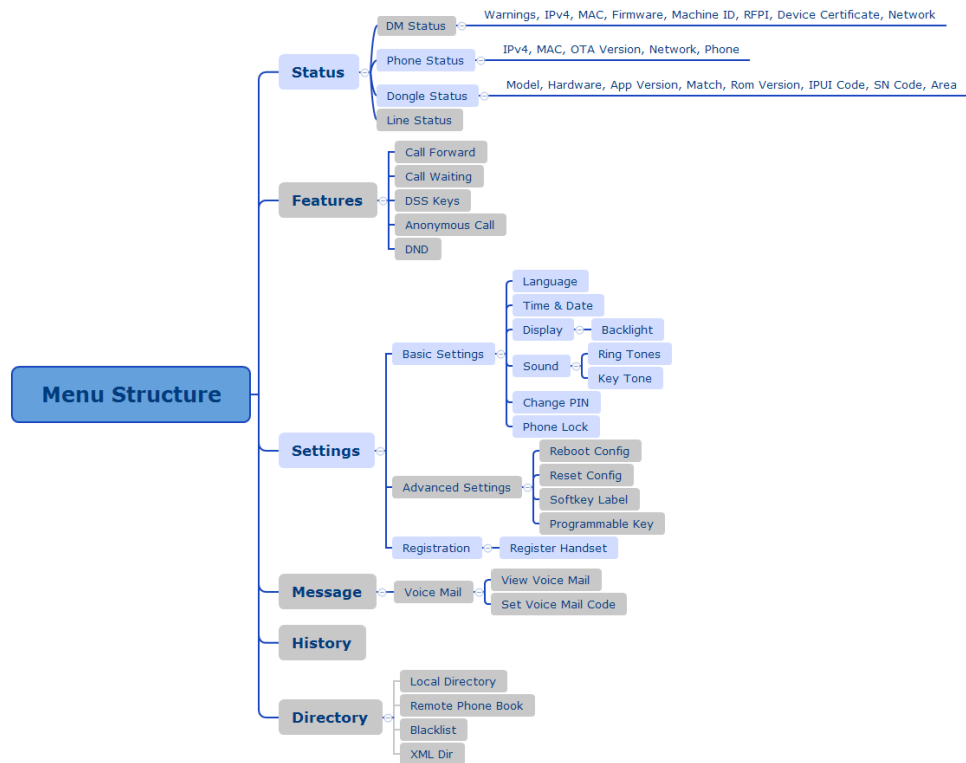 Menu Structure
Status
DM Status
Warnings, IPv4, MAC, Firmware, Machine ID, RFPI, Device Certificate, Network
Phone Status
IPv4, MAC, OTA Version, Network, Phone
Dongle Status
Model, Hardware, App Version, Match, Rom Version, IPUI Code, SN Code, Area
Line Status
Features
Call Forward
Call Waiting
DSS Keys
Anonymous Call
DND
Settings
Basic Settings
Language
Time & Date
Display
Backlight
Sound
Ring Tones
Key Tone
Change PIN
Phone Lock
Advanced Settings
Reboot Config
Reset Config
Softkey Label
Programmable Key
Registration
Register Handset
Message
Voice Mail
View Voice Mail
Set Voice Mail Code
History
Directory
Local Directory
Remote Phone Book
Blacklist
XML Dir